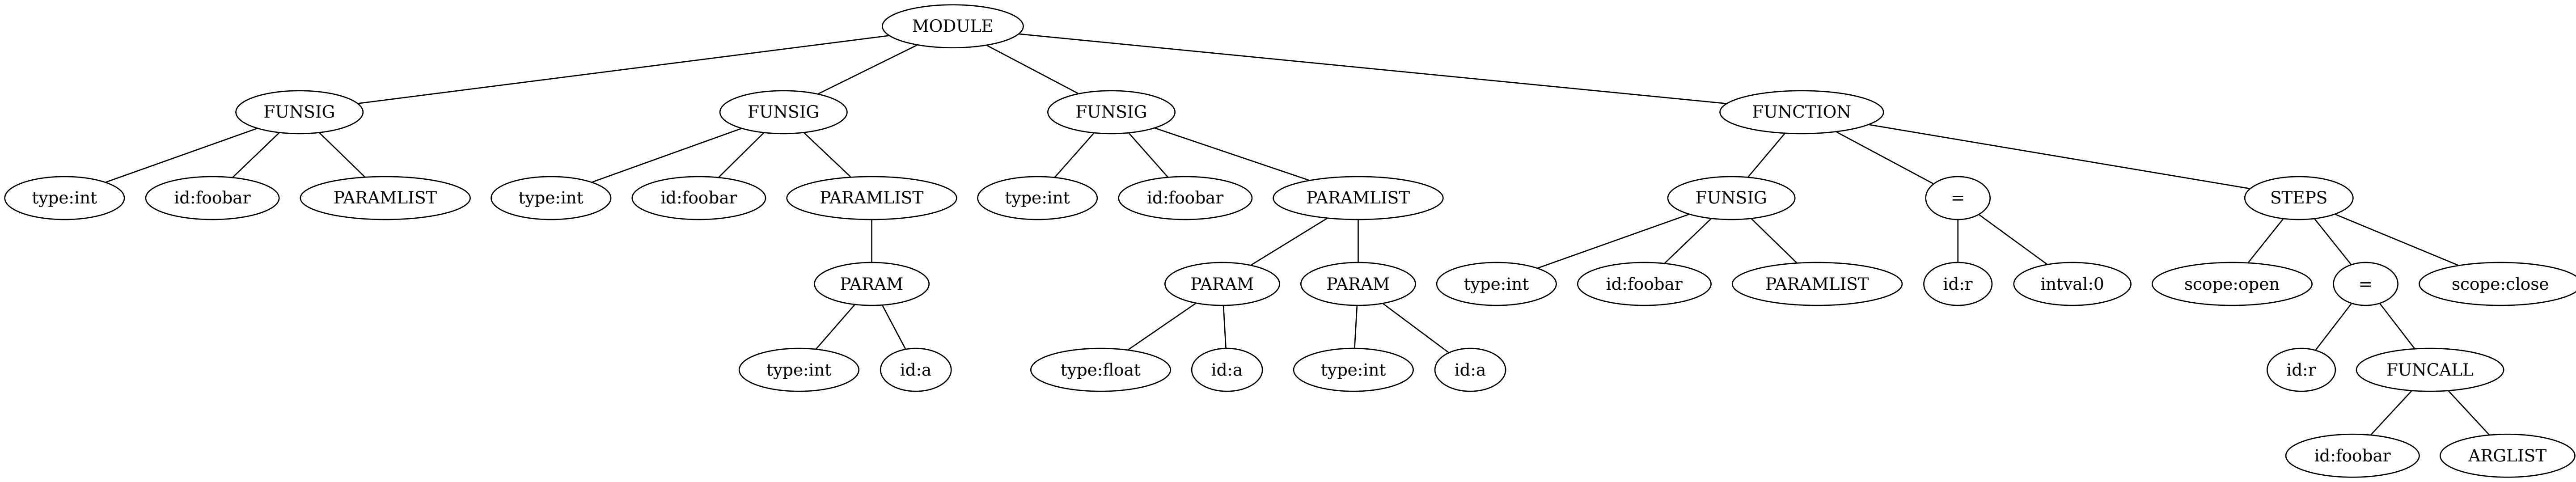 MODULE
FUNSIG FUNSIG FUNSIG FUNCTION
type:int id:foobar PARAMLIST type:int id:foobar PARAMLIST type:int id:foobar PARAMLIST FUNSIG = STEPS
PARAM PARAM PARAM type:int id:foobar PARAMLIST id:r intval:0 scope:open = scope:close
type:int id:a type:float id:a type:int id:a id:r FUNCALL
id:foobar ARGLIST